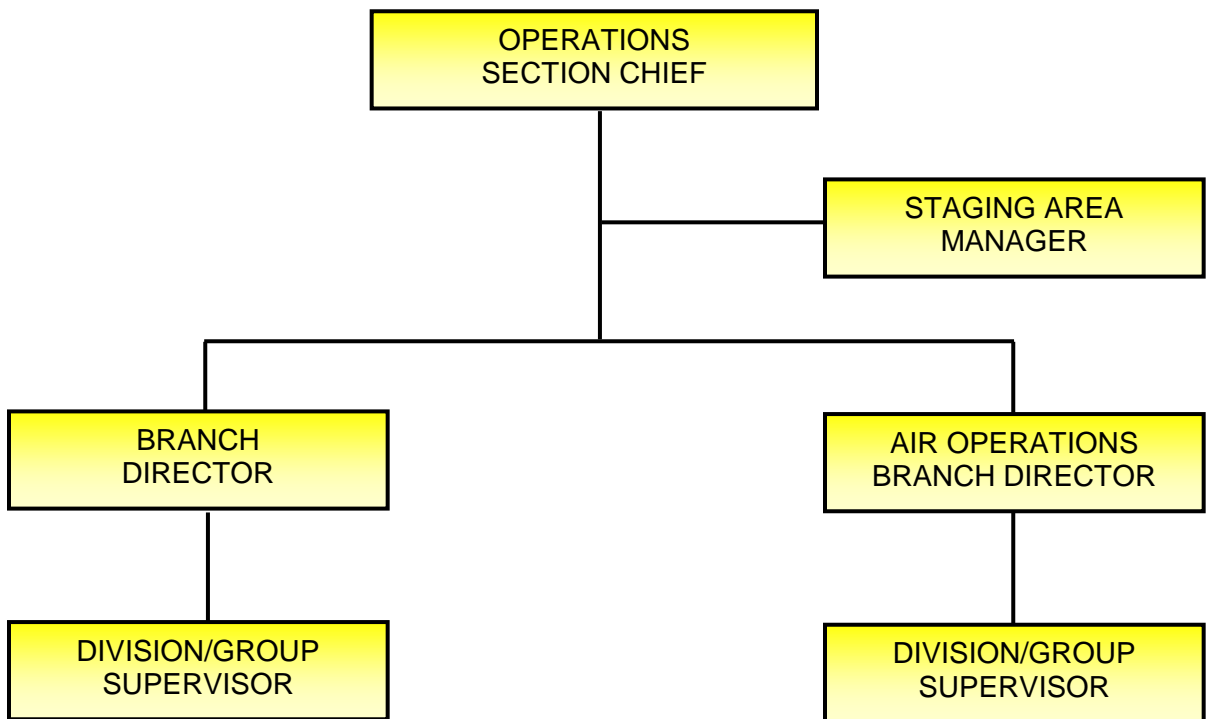 OPERATIONS
SECTION CHIEF
STAGING AREA
MANAGER
BRANCH
DIRECTOR
AIR OPERATIONS
BRANCH DIRECTOR
DIVISION/GROUP
SUPERVISOR
DIVISION/GROUP
SUPERVISOR